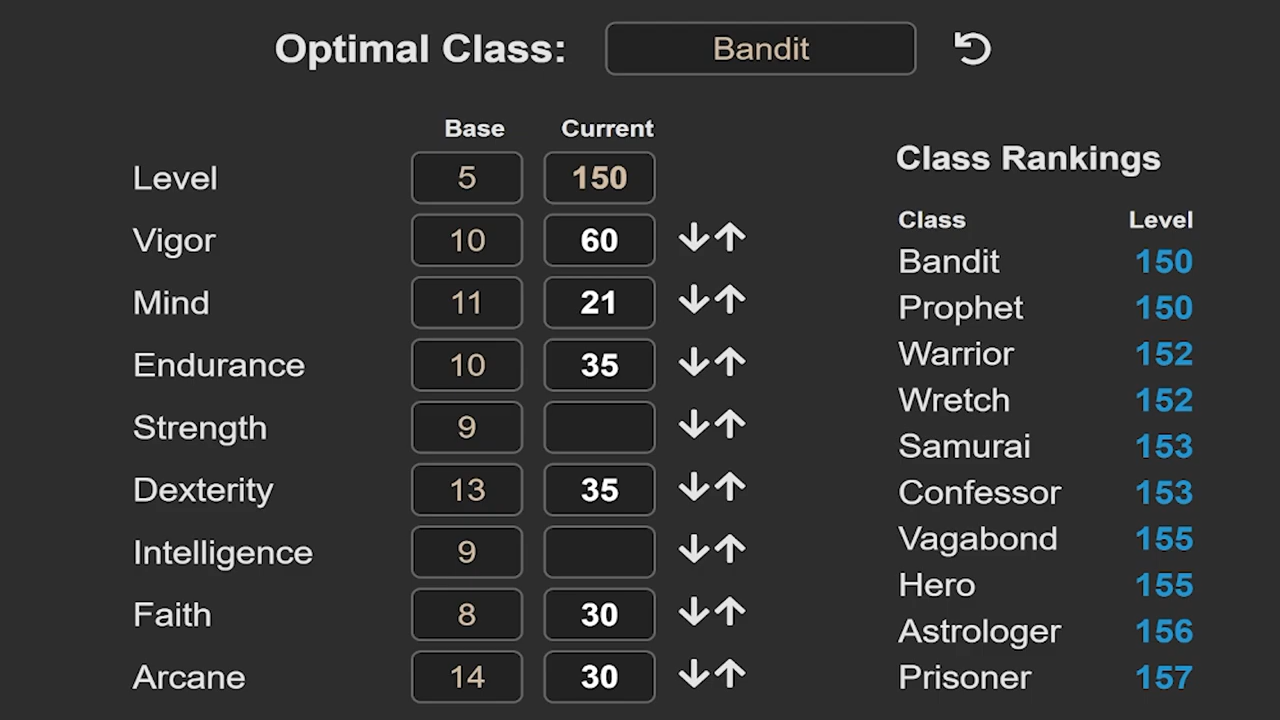 Optimal Class: Bandit
Base Current
Level 5 150
Vigor 10 60
Mind 11 21
Endurance 10 35
Strength 9
Dexterity 13 35
Intelligence 9
Faith 8 30
Arcane 14 30
Class Rankings
Class Level
Bandit 150
Prophet 150
Warrior 152
Wretch 152
Samurai 153
Confessor 153
Vagabond 155
Hero 155
Astrologer 156
Prisoner 157